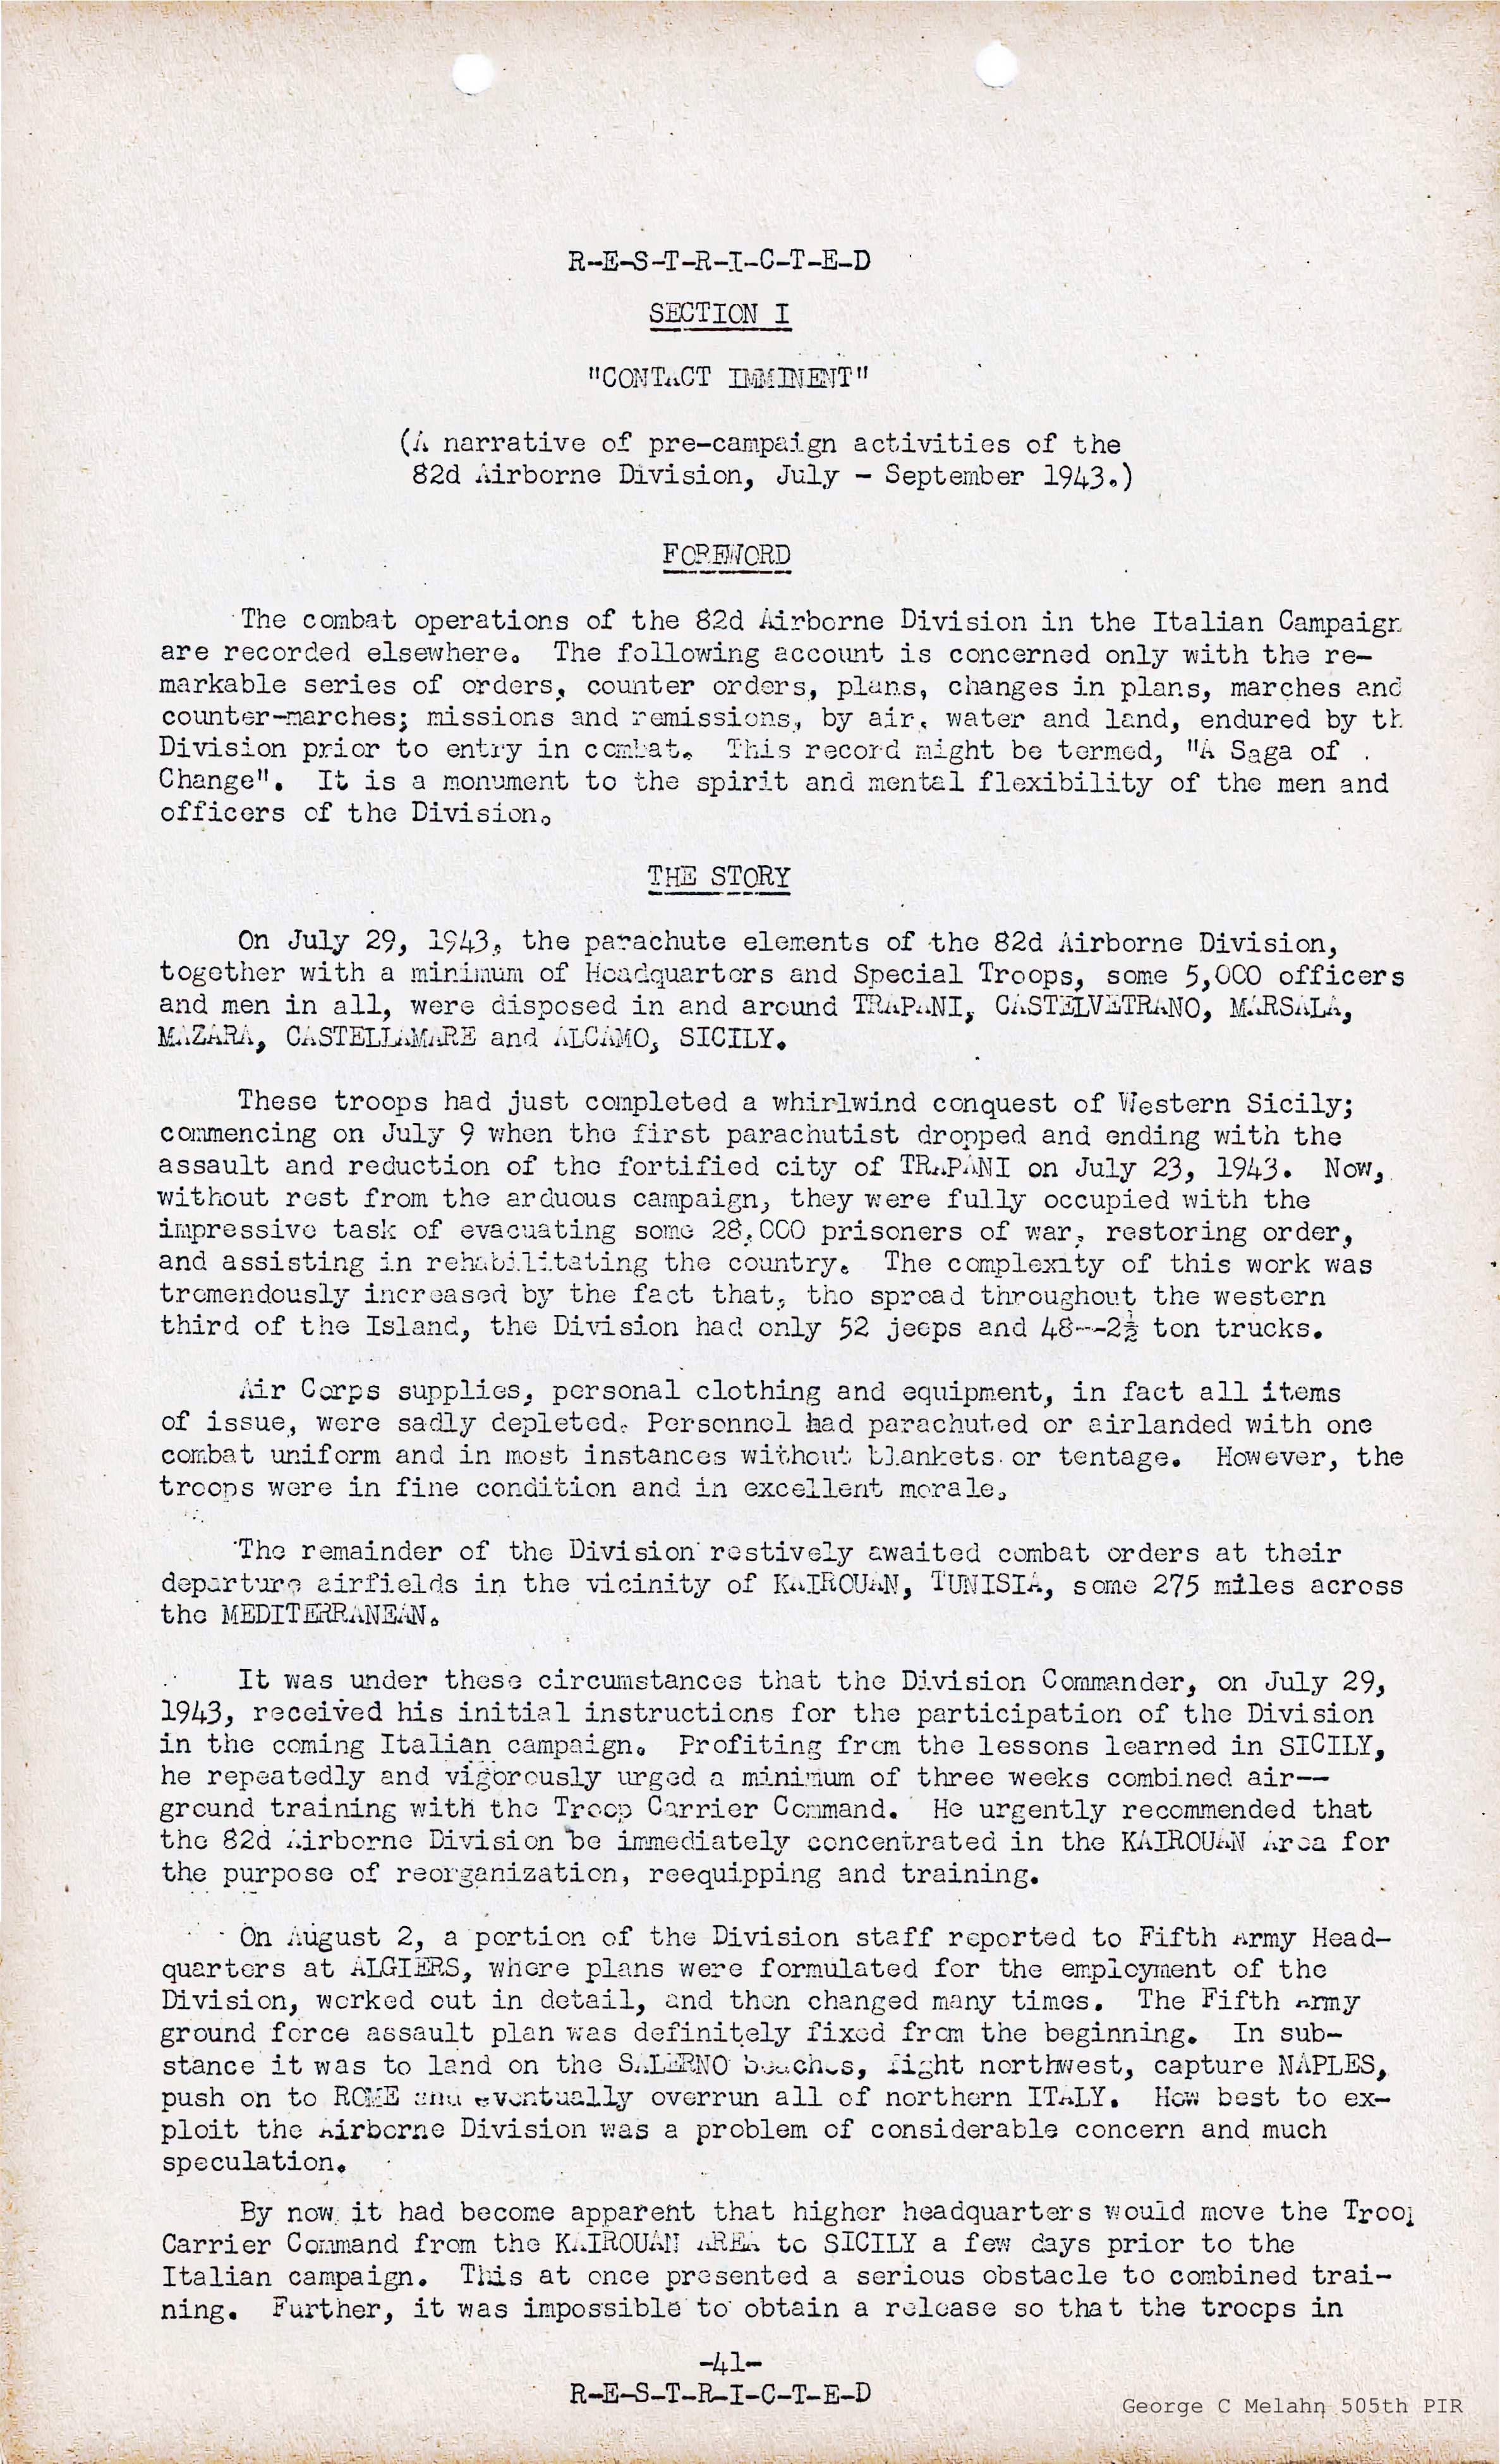 R--E-S-T-R-I-C-T-E-D
SECTION I
"CONTACT IMMINENT"
(A narrative of pre-campaign activities of the
82d Airborne Division, July - September 1943.)
FOREWORD
The combat operations of the 82d Airborne Division in the Italian Campaign
are recorded elsewhere. The following account is concerned only with the re-
markable series of orders, counter orders, plans, changes in plans, marches and
counter-marches; missions and remissions, by air, water and land, endured by th
Division prior to entry in combat. This record might be termed, "A Saga of
Change". It is a monument to the spirit and mental flexibility of the men and
officers of the Division.
THE STORY
On July 29, 1943, the parachute elements of the 82d Airborne Division,
together with a minimum of Headquarters and Special Troops, some 5,000 officers
and men in all, were disposed in and around TRAPANI, CASTELVETRANO, MARSALA,
MAZARA, CASTELLAMARE and ALCAMO, SICILY.
These troops had just completed a whirlwind conquest of Western Sicily;
commencing on July 9 when the first parachutist dropped and ending with the
assault and reduction of the fortified city of TRAPANI on July 23, 1943. Now,
without rest from the arduous campaign, they were fully occupied with the
impressive task of evacuating some 28,000 prisoners of war, restoring order,
and assisting in rehabilitating the country. The complexity of this work was
tremendously increased by the fact that, tho spread throughout the western
third of the Island, the Division had only 52 jeeps and 48---2½ ton trucks.
Air Corps supplies, personal clothing and equipment, in fact all items
of issue, were sadly depleted. Personnel had parachuted or airlanded with one
combat uniform and in most instances without blankets or tentage. However, the
troops were in fine condition and in excellent morale.
The remainder of the Division restively awaited combat orders at their
departure airfields in the vicinity of KAIROUAN, TUNISIA, some 275 miles across
the MEDITERRANEAN.
It was under these circumstances that the Division Commander, on July 29,
1943, received his initial instructions for the participation of the Division
in the coming Italian campaign. Profiting from the lessons learned in SICILY,
he repeatedly and vigorously urged a minimum of three weeks combined air--
ground training with the Troop Carrier Command. He urgently recommended that
the 82d Airborne Division be immediately concentrated in the KAIROUAN Area for
the purpose of reorganization, reequipping and training.
On August 2, a portion of the Division staff reported to Fifth Army Head-
quarters at ALGIERS, where plans were formulated for the employment of the
Division, worked out in detail, and then changed many times. The Fifth Army
ground force assault plan was definitely fixed from the beginning. In sub-
stance it was to land on the SALERNO beaches, fight northwest, capture NAPLES,
push on to ROME and eventually overrun all of northern ITALY. How best to ex-
ploit the Airborne Division was a problem of considerable concern and much
speculation.
By now it had become apparent that higher headquarters would move the Troop
Carrier Command from the KAIROUAN AREA to SICILY a few days prior to the
Italian campaign. This at once presented a serious obstacle to combined trai-
ning. Further, it was impossible to obtain a release so that the troops in
-41-
R--E-S-T-R-I-C-T-E-D
George C Melahn 505th PIR